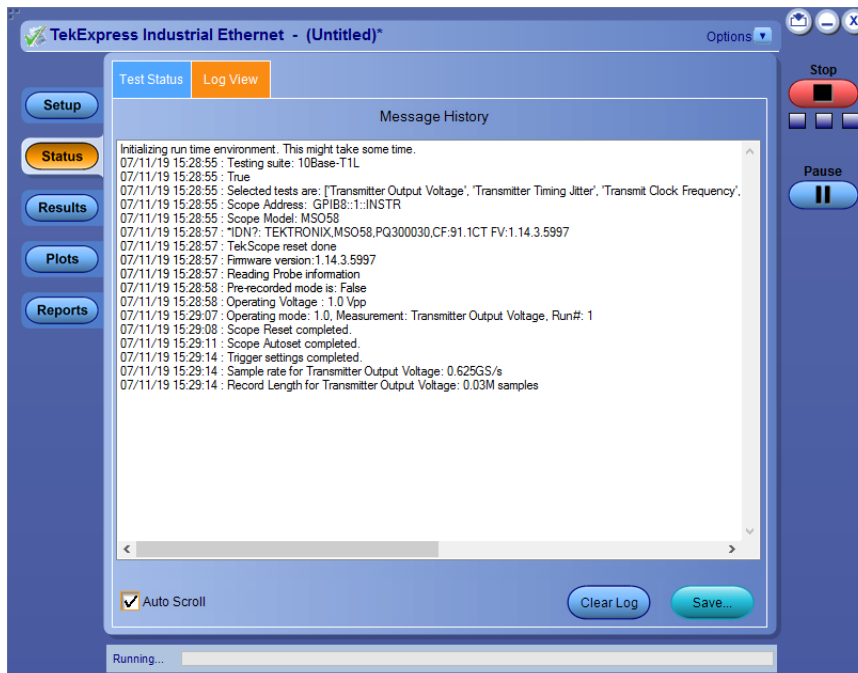 TekExpress Industrial Ethernet - (Untitled)*
Options
Test Status
Log View
Stop
Setup
Message History
Status
Initializing run time environment. This might take some time.
07/11/19 15:28:55 : Testing suite: 10Base-T1L
07/11/19 15:28:55 : True
07/11/19 15:28:55 : Selected tests are: ['Transmitter Output Voltage', 'Transmitter Timing Jitter', 'Transmit Clock Frequency',
07/11/19 15:28:55 : Scope Address: GPIB8::1::INSTR
07/11/19 15:28:55 : Scope Model: MSO58
07/11/19 15:28:57 : *IDN?: TEKTRONIX,MSO58,PQ300030,CF:91.1CT FV:1.14.3.5997
07/11/19 15:28:57 : TekScope reset done
07/11/19 15:28:57 : Firmware version:1.14.3.5997
07/11/19 15:28:57 : Reading Probe information
07/11/19 15:28:58 : Pre-recorded mode is: False
07/11/19 15:28:58 : Operating Voltage : 1.0 Vpp
07/11/19 15:29:07 : Operating mode: 1.0, Measurement: Transmitter Output Voltage, Run#: 1
07/11/19 15:29:08 : Scope Reset completed.
07/11/19 15:29:11 : Scope Autoset completed.
07/11/19 15:29:14 : Trigger settings completed.
07/11/19 15:29:14 : Sample rate for Transmitter Output Voltage: 0.625GS/s
07/11/19 15:29:14 : Record Length for Transmitter Output Voltage: 0.03M samples
Pause
Results
Plots
Reports
Auto Scroll
Clear Log
Save...
Running...